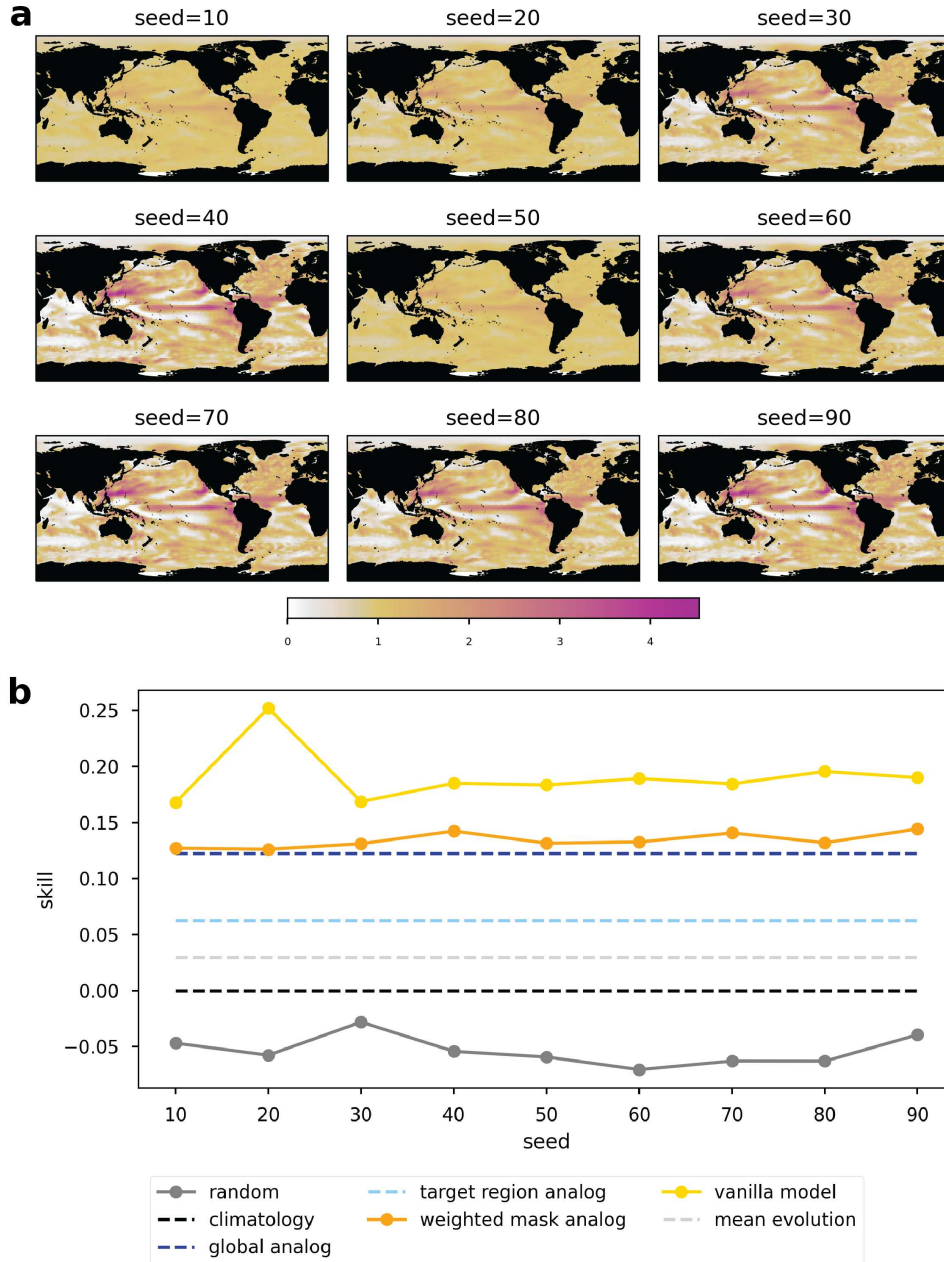 a
seed=10 seed=20 seed=30
seed=40 seed=50 seed=60
seed=70 seed=80 seed=90
0 1 2 3 4
b
0.25
0.20
0.15
0.10
0.05
0.00
−0.05
skill
10 20 30 40 50 60 70 80 90
seed
random target region analog vanilla model
climatology weighted mask analog mean evolution
global analog